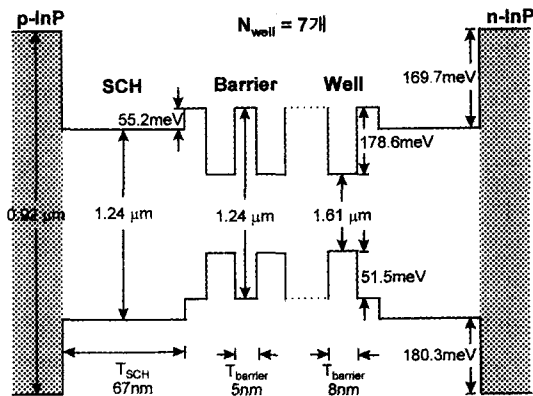 p-InP
n-InP
N_well = 7개
SCH
Barrier
Well
169.7meV
55.2meV
178.6meV
0.92 μm
1.24 μm
1.24 μm
1.61 μm
51.5meV
180.3meV
T_SCH
67nm
T_barrier
5nm
T_barrier
8nm